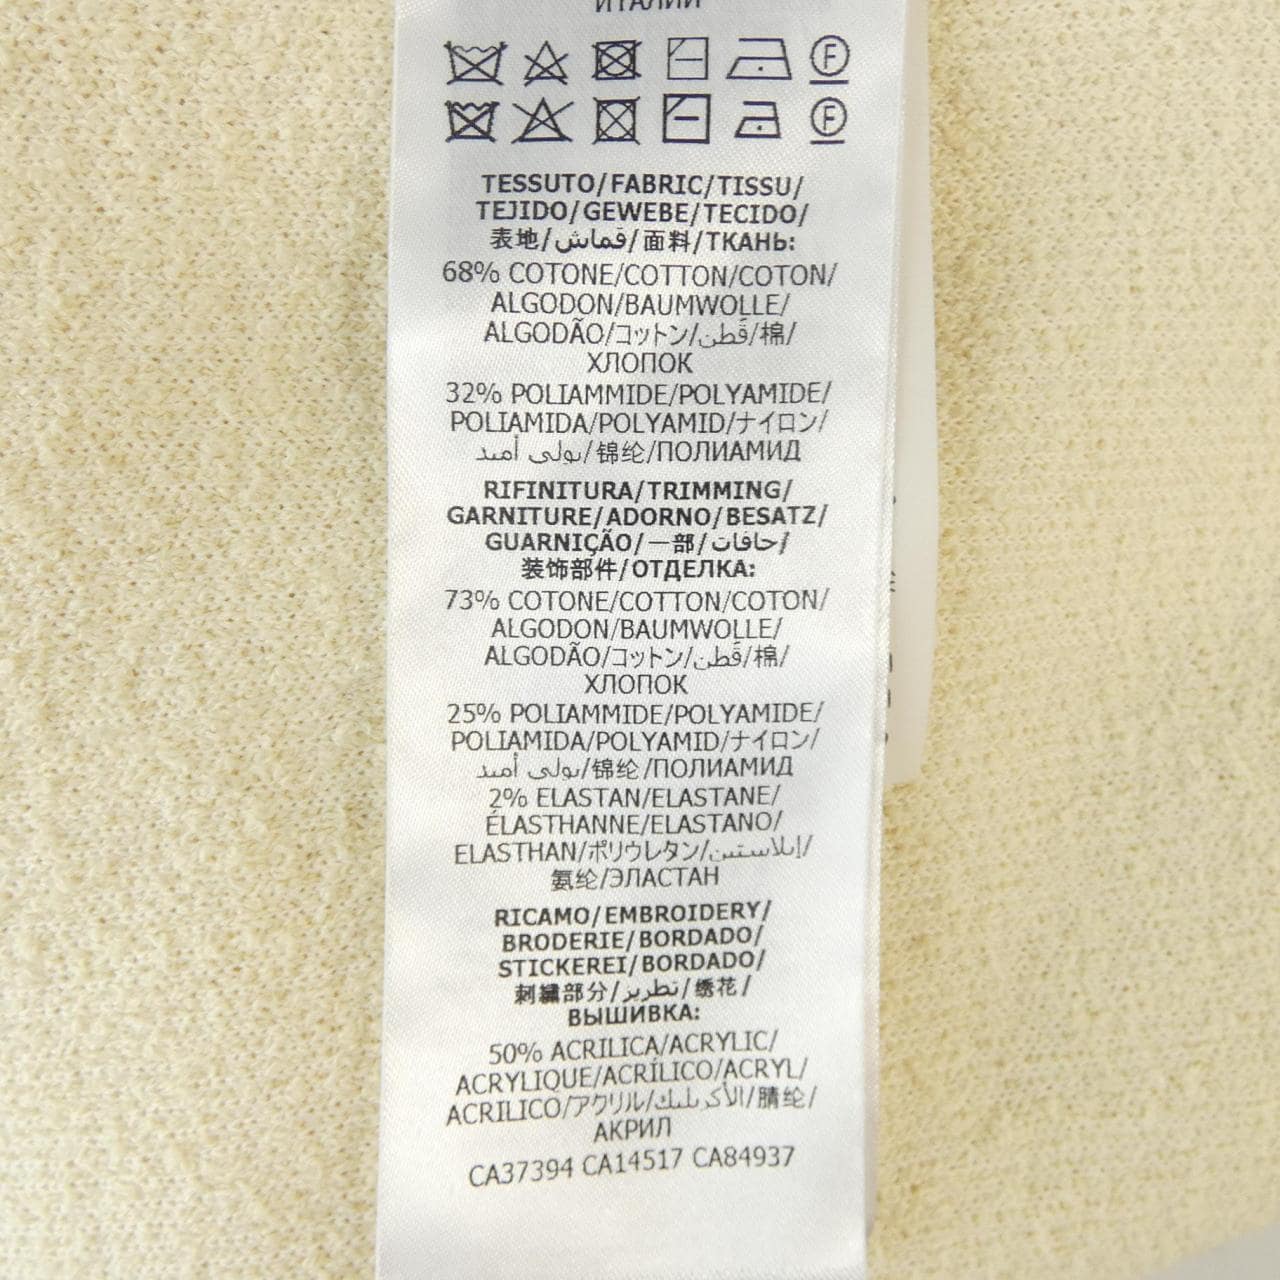 ИТАЛИИ
F
F
TESSUTO/FABRIC/TISSU/
TEJIDO/GEWEBE/TECIDO/
表地/قماش/面料/ТКАНЬ:
68% COTONE/COTTON/COTON/
ALGODON/BAUMWOLLE/
ALGODÃO/コットン/قطن/棉/
ХЛОПОК
32% POLIAMMIDE/POLYAMIDE/
POLIAMIDA/POLYAMID/ナイロン/
بولي أميد/锦纶/ПОЛИАМИД
RIFINITURA/TRIMMING/
GARNITURE/ADORNO/BESATZ/
GUARNIÇÃO/一部/حافات/
装饰部件/ОТДЕЛКА:
73% COTONE/COTTON/COTON/
ALGODON/BAUMWOLLE/
ALGODÃO/コットン/قطن/棉/
ХЛОПОК
25% POLIAMMIDE/POLYAMIDE/
POLIAMIDA/POLYAMID/ナイロン/
بولي أميد/锦纶/ПОЛИАМИД
2% ELASTAN/ELASTANE/
ÉLASTHANNE/ELASTANO/
ELASTHAN/ポリウレタン/إيلاستين/
氨纶/ЭЛАСТАН
RICAMO/EMBROIDERY/
BRODERIE/BORDADO/
STICKEREI/BORDADO/
刺繍部分/تطريز/绣花/
ВЫШИВКА:
50% ACRILICA/ACRYLIC/
ACRYLIQUE/ACRÍLICO/ACRYL/
ACRILICO/アクリル/الأكريليك/腈纶/
АКРИЛ
CA37394 CA14517 CA84937